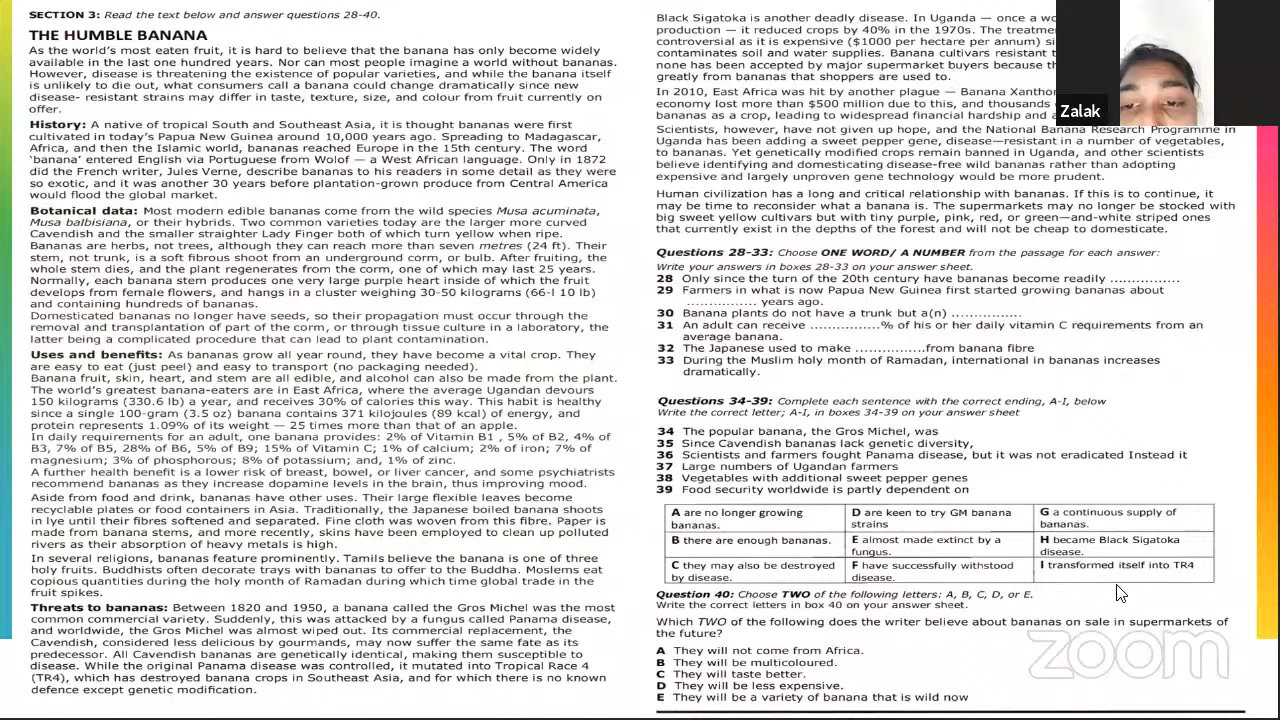 SECTION 3: Read the text below and answer questions 28-40.
THE HUMBLE BANANA
As the world's most eaten fruit, it is hard to believe that the banana has only become widely
available in the last one hundred years. Nor can most people imagine a world without bananas.
However, disease is threatening the existence of popular varieties, and while the banana itself
is unlikely to die out, what consumers call a banana could change dramatically since new
disease- resistant strains may differ in taste, texture, size, and colour from fruit currently on
offer.
History: A native of tropical South and Southeast Asia, it is thought bananas were first
cultivated in today's Papua New Guinea around 10,000 years ago. Spreading to Madagascar,
Africa, and then the Islamic world, bananas reached Europe in the 15th century. The word
'banana' entered English via Portuguese from Wolof — a West African language. Only in 1872
did the French writer, Jules Verne, describe bananas to his readers in some detail as they were
so exotic, and it was another 30 years before plantation-grown produce from Central America
would flood the global market.
Botanical data: Most modern edible bananas come from the wild species Musa acuminata,
Musa balbisiana, or their hybrids. Two common varieties today are the larger more curved
Cavendish and the smaller straighter Lady Finger both of which turn yellow when ripe.
Bananas are herbs, not trees, although they can reach more than seven metres (24 ft). Their
stem, not trunk, is a soft fibrous shoot from an underground corm, or bulb. After fruiting, the
whole stem dies, and the plant regenerates from the corm, one of which may last 25 years.
Normally, each banana stem produces one very large purple heart inside of which the fruit
develops from female flowers, and hangs in a cluster weighing 30-50 kilograms (66-l 10 lb)
and containing hundreds of bananas.
Domesticated bananas no longer have seeds, so their propagation must occur through the
removal and transplantation of part of the corm, or through tissue culture in a laboratory, the
latter being a complicated procedure that can lead to plant contamination.
Uses and benefits: As bananas grow all year round, they have become a vital crop. They
are easy to eat (just peel) and easy to transport (no packaging needed).
Banana fruit, skin, heart, and stem are all edible, and alcohol can also be made from the plant.
The world's greatest banana-eaters are in East Africa, where the average Ugandan devours
150 kilograms (330.6 lb) a year, and receives 30% of calories this way. This habit is healthy
since a single 100-gram (3.5 oz) banana contains 371 kilojoules (89 kcal) of energy, and
protein represents 1.09% of its weight — 25 times more than that of an apple.
In daily requirements for an adult, one banana provides: 2% of Vitamin B1 , 5% of B2, 4% of
B3, 7% of B5, 28% of B6, 5% of B9; 15% of Vitamin C; 1% of calcium; 2% of iron; 7% of
magnesium; 3% of phosphorous; 8% of potassium; and, 1% of zinc.
A further health benefit is a lower risk of breast, bowel, or liver cancer, and some psychiatrists
recommend bananas as they increase dopamine levels in the brain, thus improving mood.
Aside from food and drink, bananas have other uses. Their large flexible leaves become
recyclable plates or food containers in Asia. Traditionally, the Japanese boiled banana shoots
in lye until their fibres softened and separated. Fine cloth was woven from this fibre. Paper is
made from banana stems, and more recently, skins have been employed to clean up polluted
rivers as their absorption of heavy metals is high.
In several religions, bananas feature prominently. Tamils believe the banana is one of three
holy fruits. Buddhists often decorate trays with bananas to offer to the Buddha. Moslems eat
copious quantities during the holy month of Ramadan during which time global trade in the
fruit spikes.
Threats to bananas: Between 1820 and 1950, a banana called the Gros Michel was the most
common commercial variety. Suddenly, this was attacked by a fungus called Panama disease,
and worldwide, the Gros Michel was almost wiped out. Its commercial replacement, the
Cavendish, considered less delicious by gourmands, may now suffer the same fate as its
predecessor. All Cavendish bananas are genetically identical, making them susceptible to
disease. While the original Panama disease was controlled, it mutated into Tropical Race 4
(TR4), which has destroyed banana crops in Southeast Asia, and for which there is no known
defence except genetic modification.
Black Sigatoka is another deadly disease. In Uganda — once a
production — it reduced crops by 40% in the 1970s. The
controversial as it is expensive ($1000 per hectare per annum)
contaminates soil and water supplies. Banana cultivars resistant
none has been accepted by major supermarket buyers because
greatly from bananas that shoppers are used to.
In 2010, East Africa was hit by another plague — Banana
economy lost more than $500 million due to this, and thousands
bananas as a crop, leading to widespread financial hardship and
Scientists, however, have not given up hope, and the National Banana Research Programme in
Uganda has been adding a sweet pepper gene, disease—resistant in a number of vegetables,
to bananas. Yet genetically modified crops remain banned in Uganda, and other scientists
believe identifying and domesticating disease-free wild bananas rather than adopting
expensive and largely unproven gene technology would be more prudent.
Human civilization has a long and critical relationship with bananas. If this is to continue, it
may be time to reconsider what a banana is. The supermarkets may no longer be stocked with
big sweet yellow cultivars but with tiny purple, pink, red, or green—and-white striped ones
that currently exist in the depths of the forest and will not be cheap to domesticate.
Questions 28-33: Choose ONE WORD/ A NUMBER from the passage for each answer:
Write your answers in boxes 28-33 on your answer sheet.
28 Only since the turn of the 20th century have bananas become readily ................
29 Farmers in what is now Papua New Guinea first started growing bananas about
................ years ago.
30 Banana plants do not have a trunk but a(n) ................
31 An adult can receive ................% of his or her daily vitamin C requirements from an
average banana.
32 The Japanese used to make ................from banana fibre
33 During the Muslim holy month of Ramadan, international in bananas increases
dramatically.
Questions 34-39: Complete each sentence with the correct ending, A-I, below
Write the correct letter; A-I, in boxes 34-39 on your answer sheet
34 The popular banana, the Gros Michel, was
35 Since Cavendish bananas lack genetic diversity,
36 Scientists and farmers fought Panama disease, but it was not eradicated Instead it
37 Large numbers of Ugandan farmers
38 Vegetables with additional sweet pepper genes
39 Food security worldwide is partly dependent on
A are no longer growing
bananas.
D are keen to try GM banana
strains
G a continuous supply of
bananas.
B there are enough bananas.
E almost made extinct by a
fungus.
H became Black Sigatoka
disease.
C they may also be destroyed
by disease.
F have successfully withstood
disease.
I transformed itself into TR4
Question 40: Choose TWO of the following letters: A, B, C, D, or E.
Write the correct letters in box 40 on your answer sheet.
Which TWO of the following does the writer believe about bananas on sale in supermarkets of
the future?
A They will not come from Africa.
B They will be multicoloured.
C They will taste better.
D They will be less expensive.
E They will be a variety of banana that is wild now
Zalak
zoom